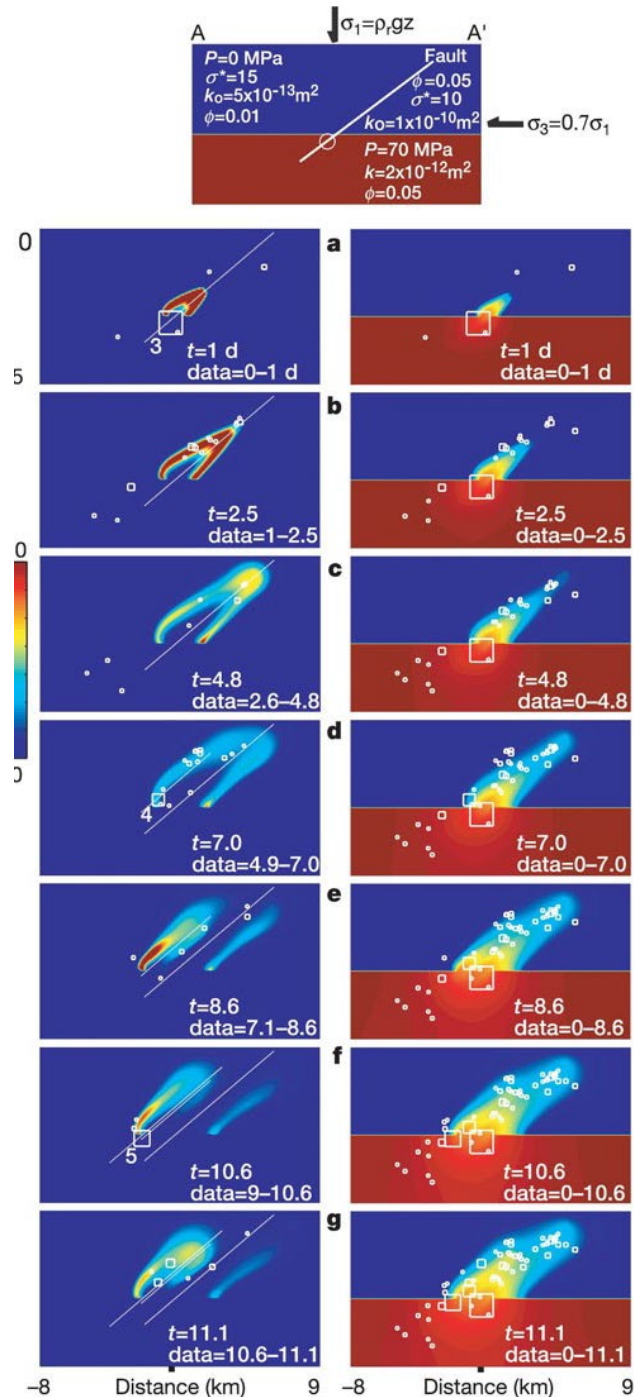 A
σ₁=ρᵣgz
A'
P=0 MPa
σ*=15
k₀=5x10⁻¹³m²
ϕ=0.01
Fault
ϕ=0.05
σ*=10
k₀=1x10⁻¹⁰m²
σ₃=0.7σ₁
P=70 MPa
k=2x10⁻¹²m²
ϕ=0.05
0
a
3
t=1 d
data=0–1 d
t=1 d
data=0–1 d
5
b
t=2.5
data=1–2.5
t=2.5
data=0–2.5
0
c
t=4.8
data=2.6–4.8
t=4.8
data=0–4.8
d
4
t=7.0
data=4.9–7.0
t=7.0
data=0–7.0
0
e
t=8.6
data=7.1–8.6
t=8.6
data=0–8.6
f
5
t=10.6
data=9–10.6
t=10.6
data=0–10.6
g
t=11.1
data=10.6–11.1
t=11.1
data=0–11.1
–8 Distance (km) 9
–8 Distance (km) 9